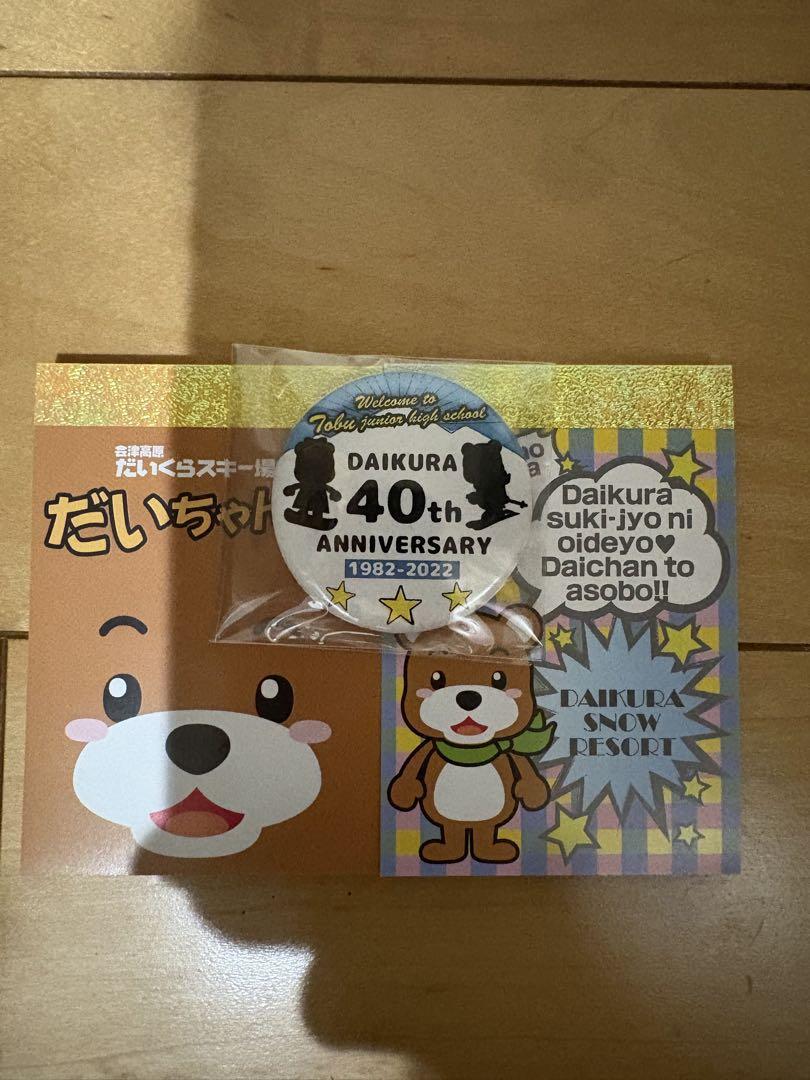 会津高原
だいくらスキー場
だいちゃん
Welcome to
Tobu junior high school
DAIKURA
40th
ANNIVERSARY
1982-2022
Daikura
suki-jyo ni
oideyo♥
Daichan to
asobo!!
DAIKURA
SNOW
RESORT